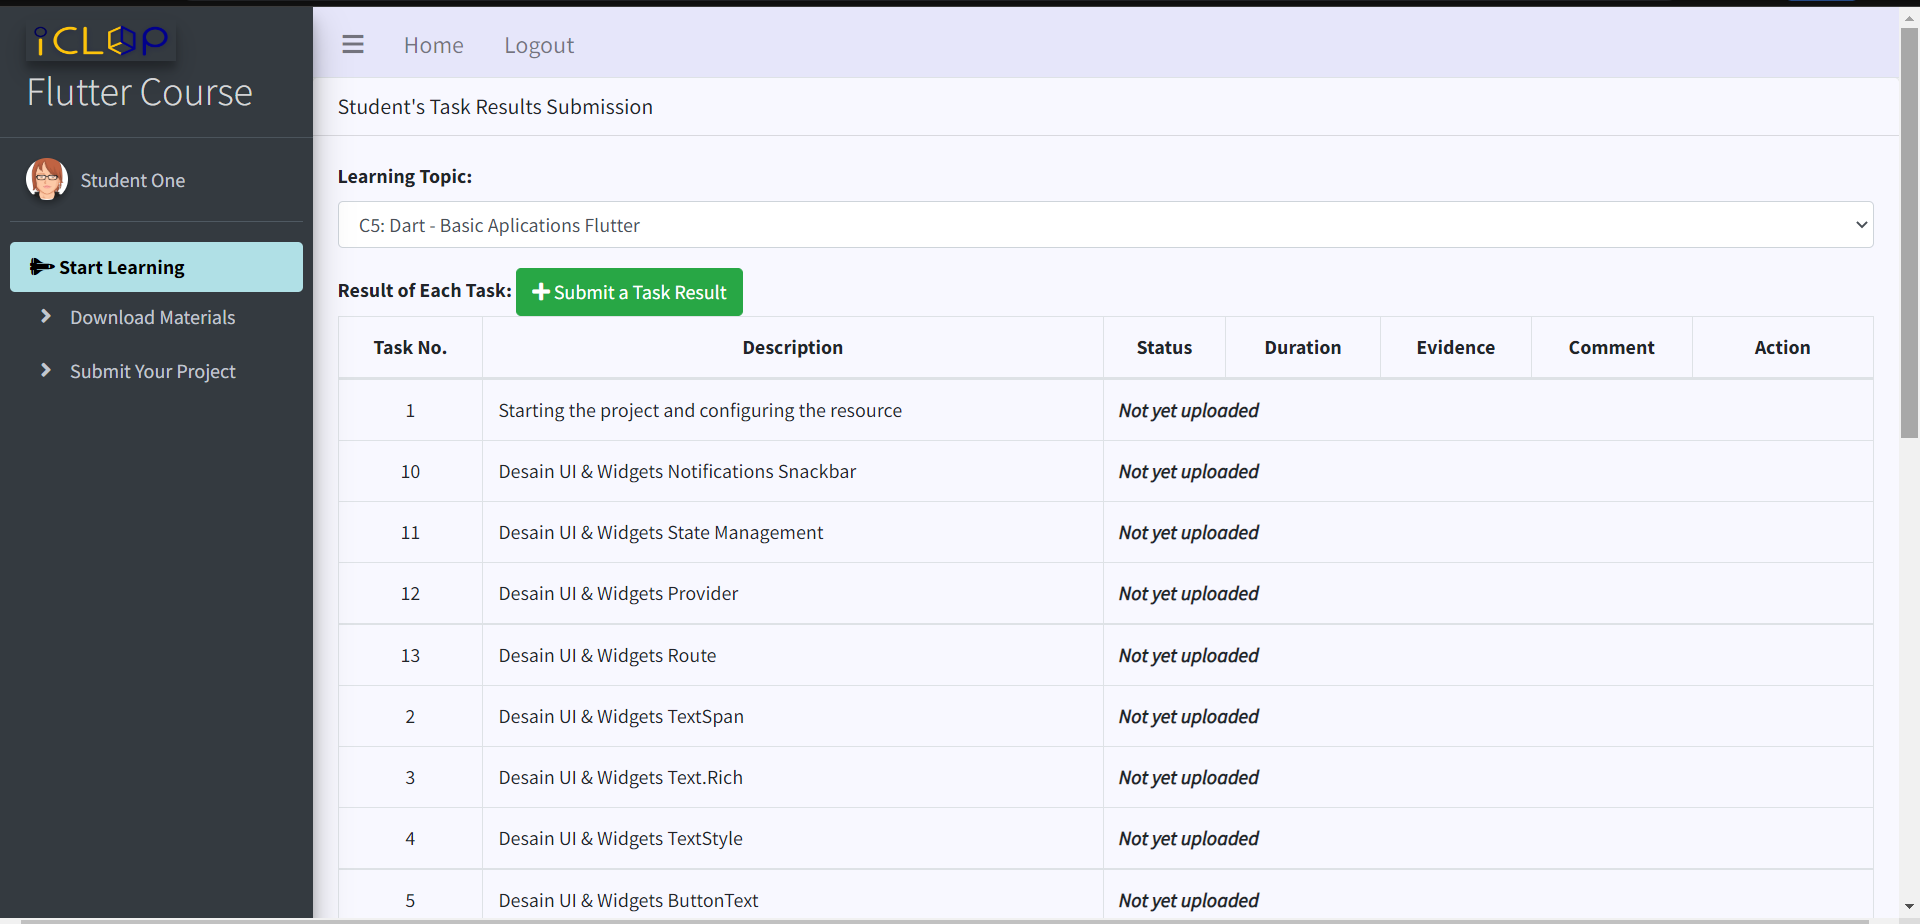 iCLOP
Flutter Course
Student One
Start Learning
Download Materials
Submit Your Project
Home Logout
Student's Task Results Submission
Learning Topic:
C5: Dart - Basic Aplications Flutter
Result of Each Task: Submit a Task Result
Task No. Description Status Duration Evidence Comment Action
1 Starting the project and configuring the resource Not yet uploaded
10 Desain UI & Widgets Notifications Snackbar Not yet uploaded
11 Desain UI & Widgets State Management Not yet uploaded
12 Desain UI & Widgets Provider Not yet uploaded
13 Desain UI & Widgets Route Not yet uploaded
2 Desain UI & Widgets TextSpan Not yet uploaded
3 Desain UI & Widgets Text.Rich Not yet uploaded
4 Desain UI & Widgets TextStyle Not yet uploaded
5 Desain UI & Widgets ButtonText Not yet uploaded